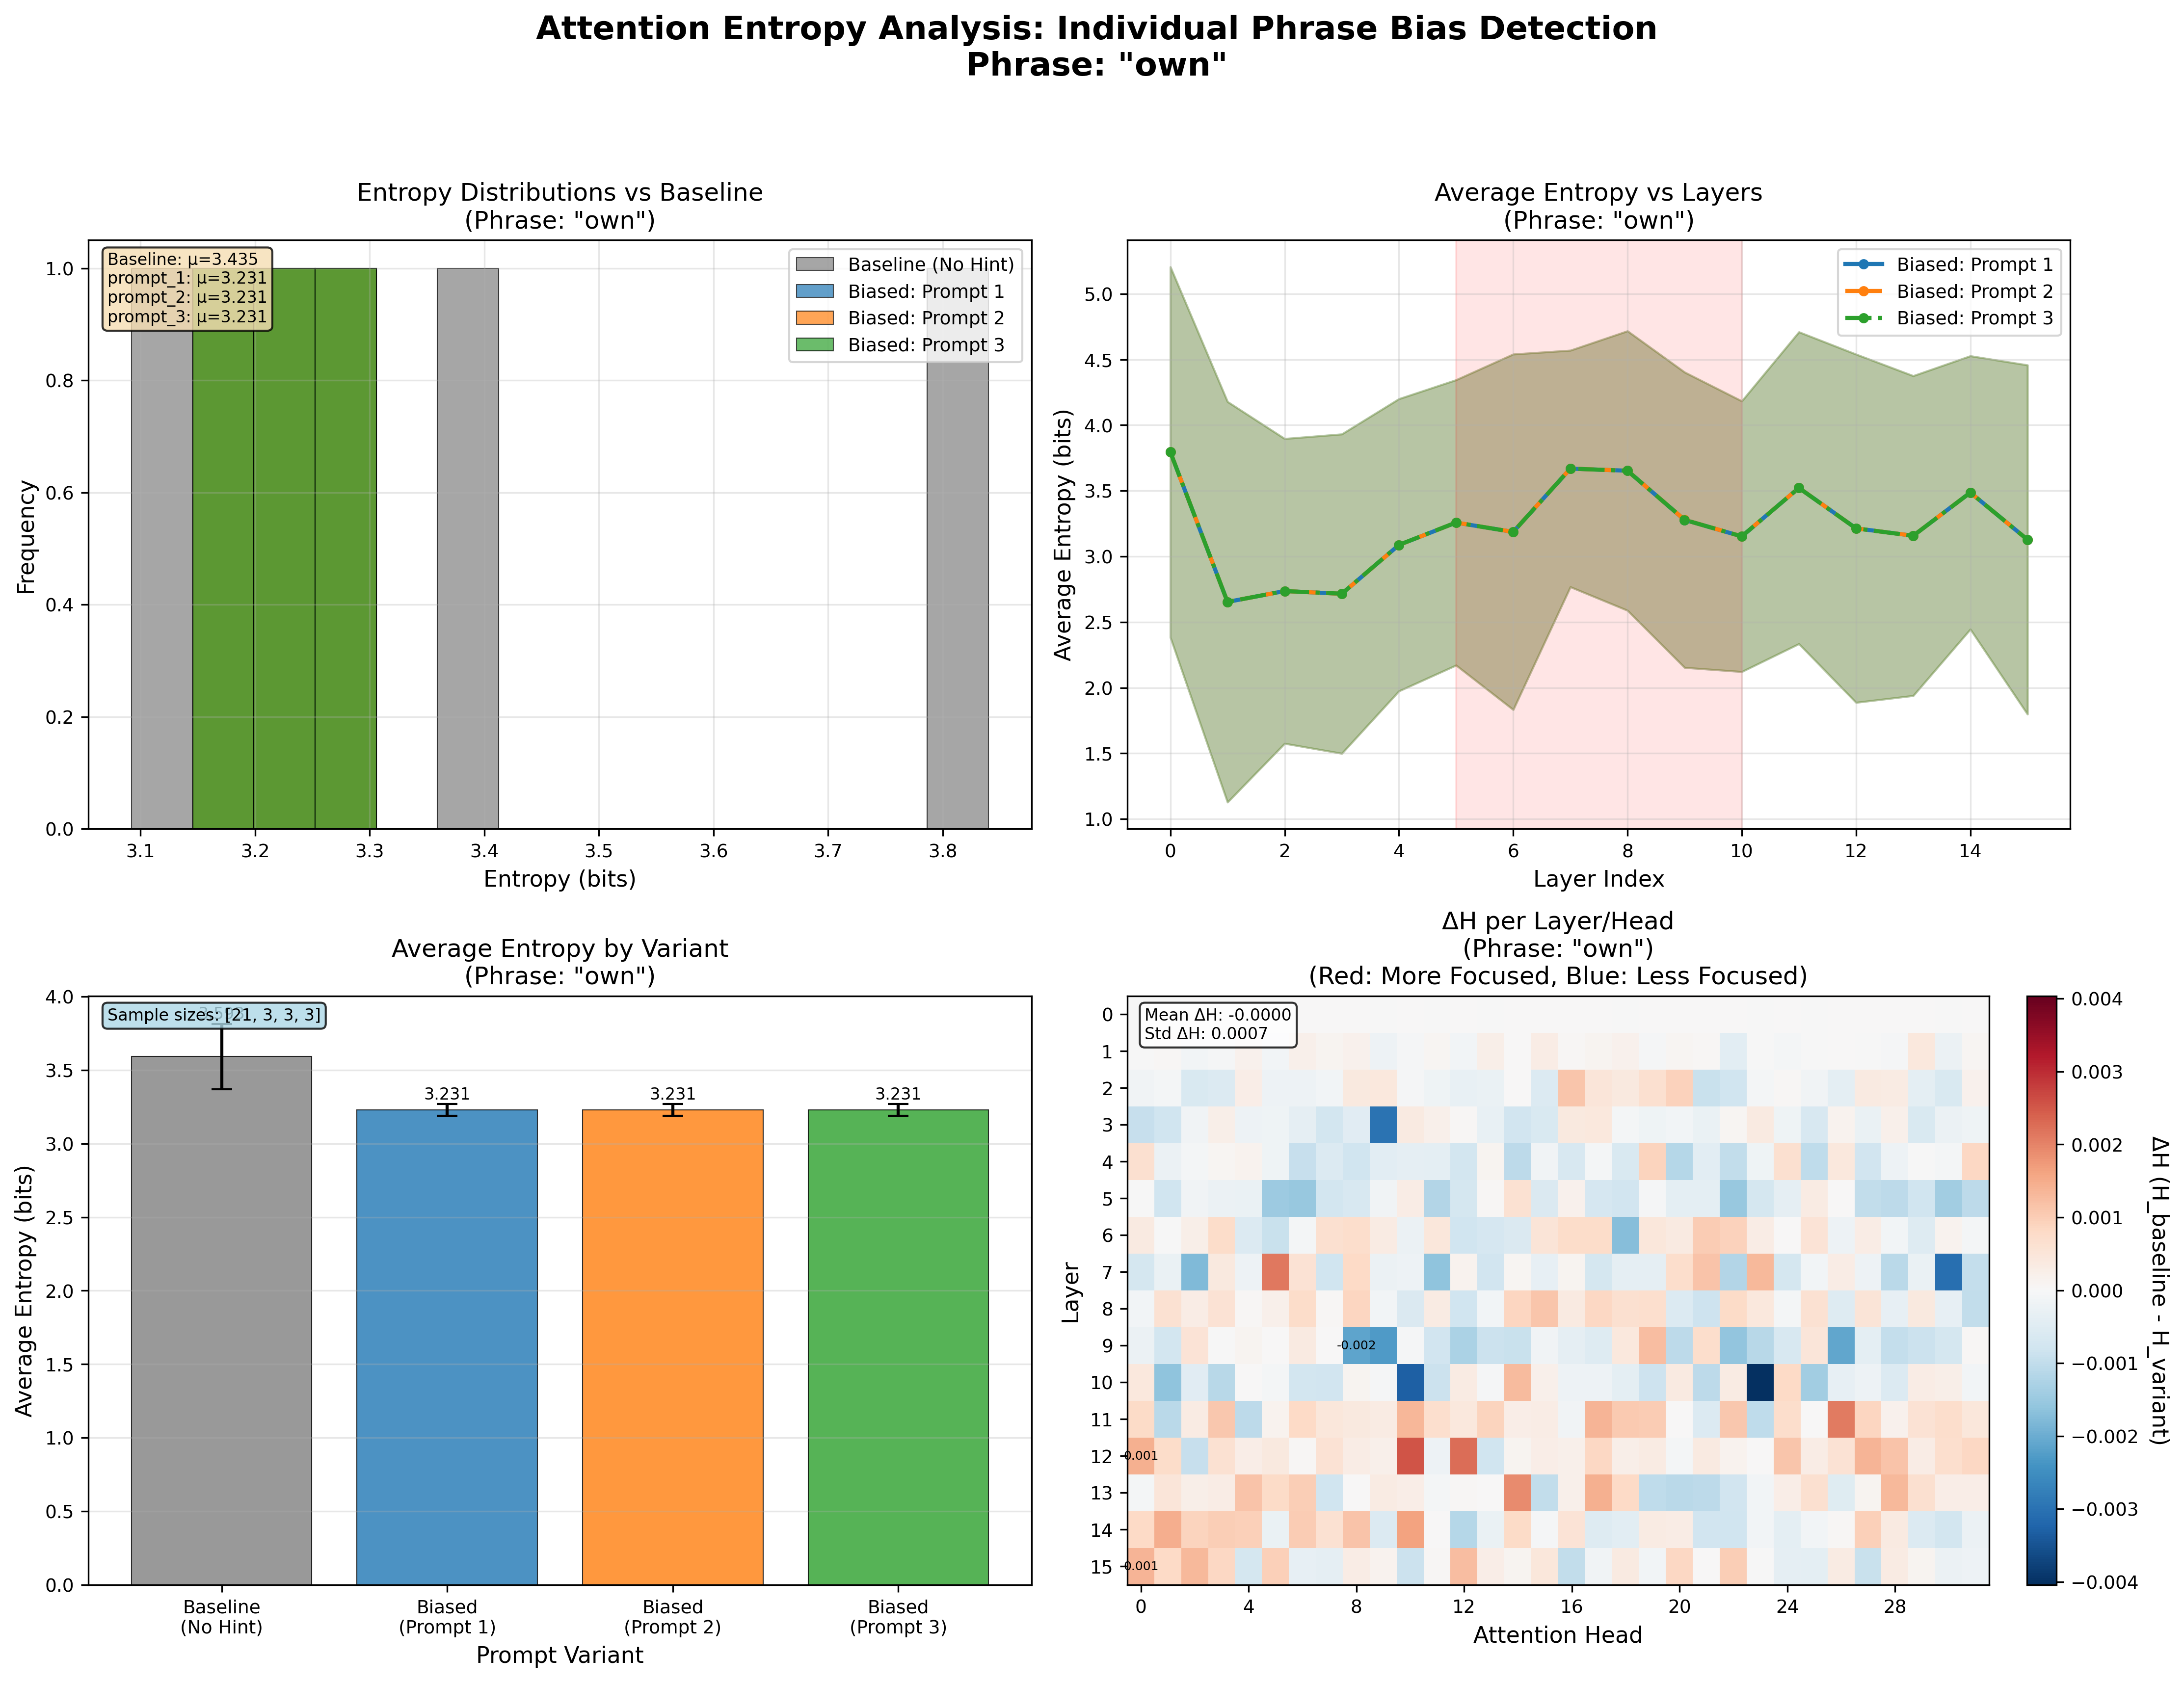 Attention Entropy Analysis: Individual Phrase Bias Detection
Phrase: "own"
Entropy Distributions vs Baseline
(Phrase: "own")
Baseline: μ=3.435
prompt_1: μ=3.231
prompt_2: μ=3.231
prompt_3: μ=3.231
Baseline (No Hint)
Biased: Prompt 1
Biased: Prompt 2
Biased: Prompt 3
Frequency
1.0
0.8
0.6
0.4
0.2
0.0
3.1 3.2 3.3 3.4 3.5 3.6 3.7 3.8
Entropy (bits)
Average Entropy vs Layers
(Phrase: "own")
Biased: Prompt 1
Biased: Prompt 2
Biased: Prompt 3
Average Entropy (bits)
5.0
4.5
4.0
3.5
3.0
2.5
2.0
1.5
1.0
0 2 4 6 8 10 12 14
Layer Index
Average Entropy by Variant
(Phrase: "own")
Sample sizes: [21, 3, 3, 3]
3.231 3.231 3.231
Average Entropy (bits)
4.0
3.5
3.0
2.5
2.0
1.5
1.0
0.5
0.0
Baseline
(No Hint)
Biased
(Prompt 1)
Biased
(Prompt 2)
Biased
(Prompt 3)
Prompt Variant
ΔH per Layer/Head
(Phrase: "own")
(Red: More Focused, Blue: Less Focused)
Mean ΔH: -0.0000
Std ΔH: 0.0007
Layer
0
1
2
3
4
5
6
7
8
9
10
11
12
13
14
15
-0.002
0.001
0.001
0 4 8 12 16 20 24 28
Attention Head
0.004
0.003
0.002
0.001
0.000
−0.001
−0.002
−0.003
−0.004
ΔH (H_baseline - H_variant)